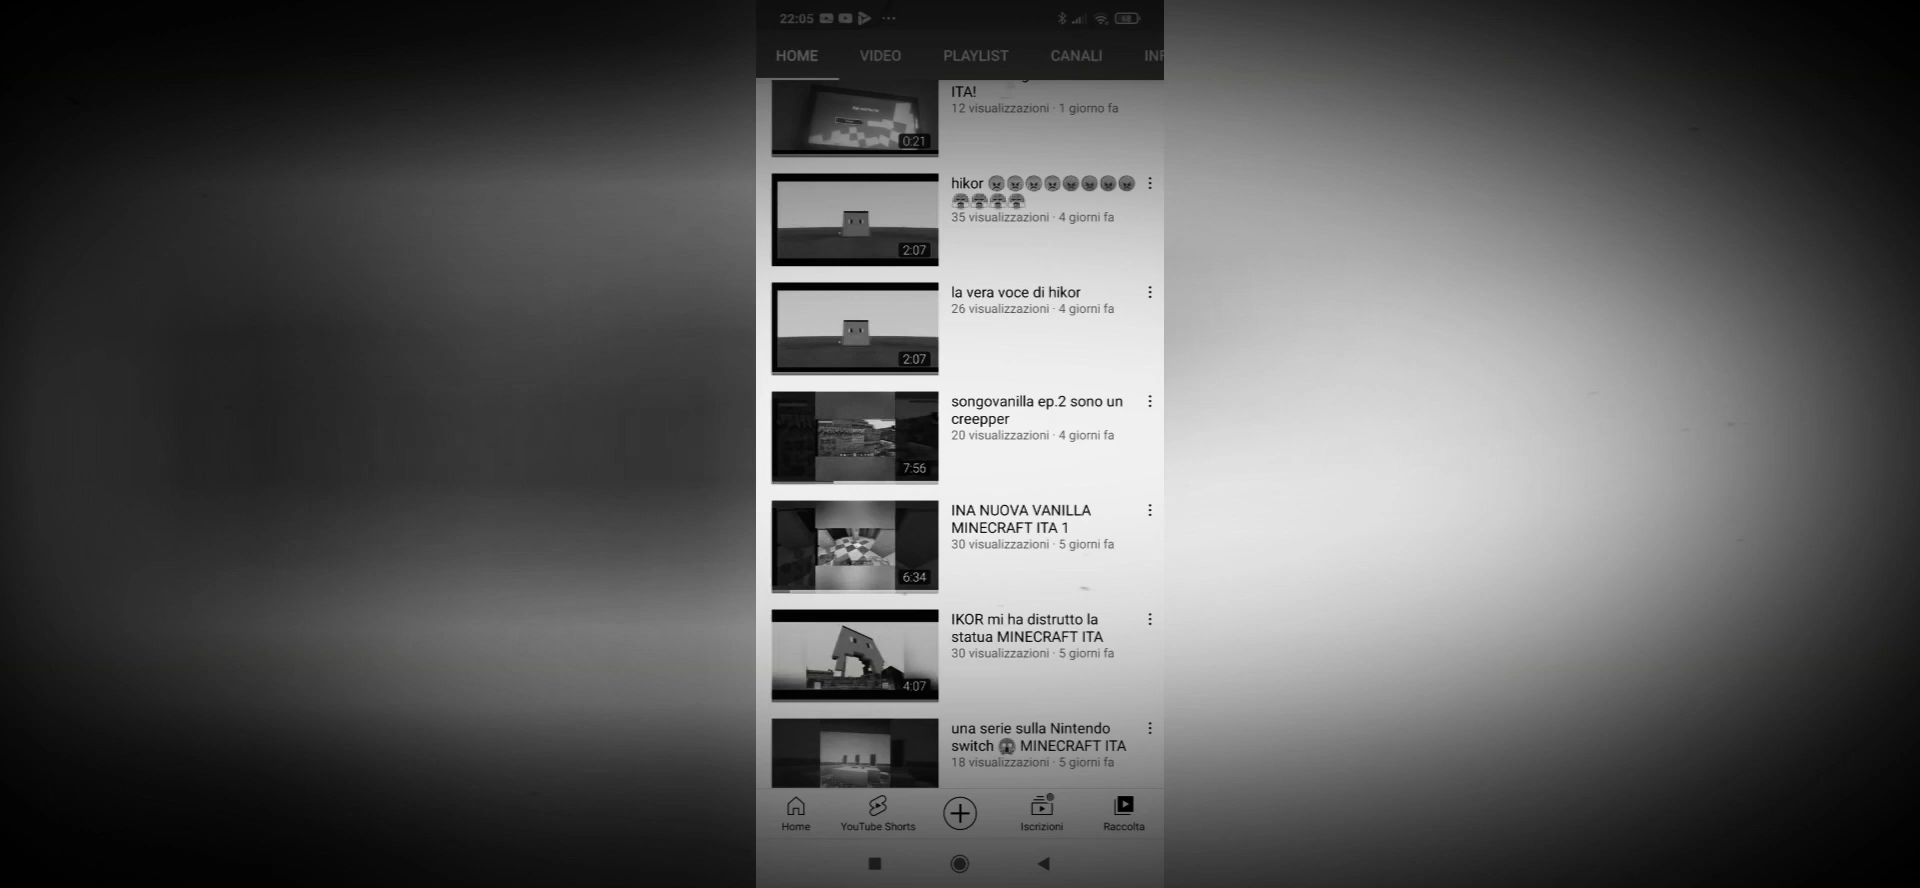 22:05
68
HOME VIDEO PLAYLIST CANALI INF
ITA!
12 visualizzazioni · 1 giorno fa
0:21
hikor 😡😡😡😡😡😡😡😡
😤😤😤😤
35 visualizzazioni · 4 giorni fa
2:07
la vera voce di hikor
26 visualizzazioni · 4 giorni fa
2:07
songovanilla ep.2 sono un
creepper
20 visualizzazioni · 4 giorni fa
7:56
INA NUOVA VANILLA
MINECRAFT ITA 1
30 visualizzazioni · 5 giorni fa
6:34
IKOR mi ha distrutto la
statua MINECRAFT ITA
30 visualizzazioni · 5 giorni fa
4:07
una serie sulla Nintendo
switch 😱 MINECRAFT ITA
18 visualizzazioni · 5 giorni fa
Home YouTube Shorts Iscrizioni Raccolta